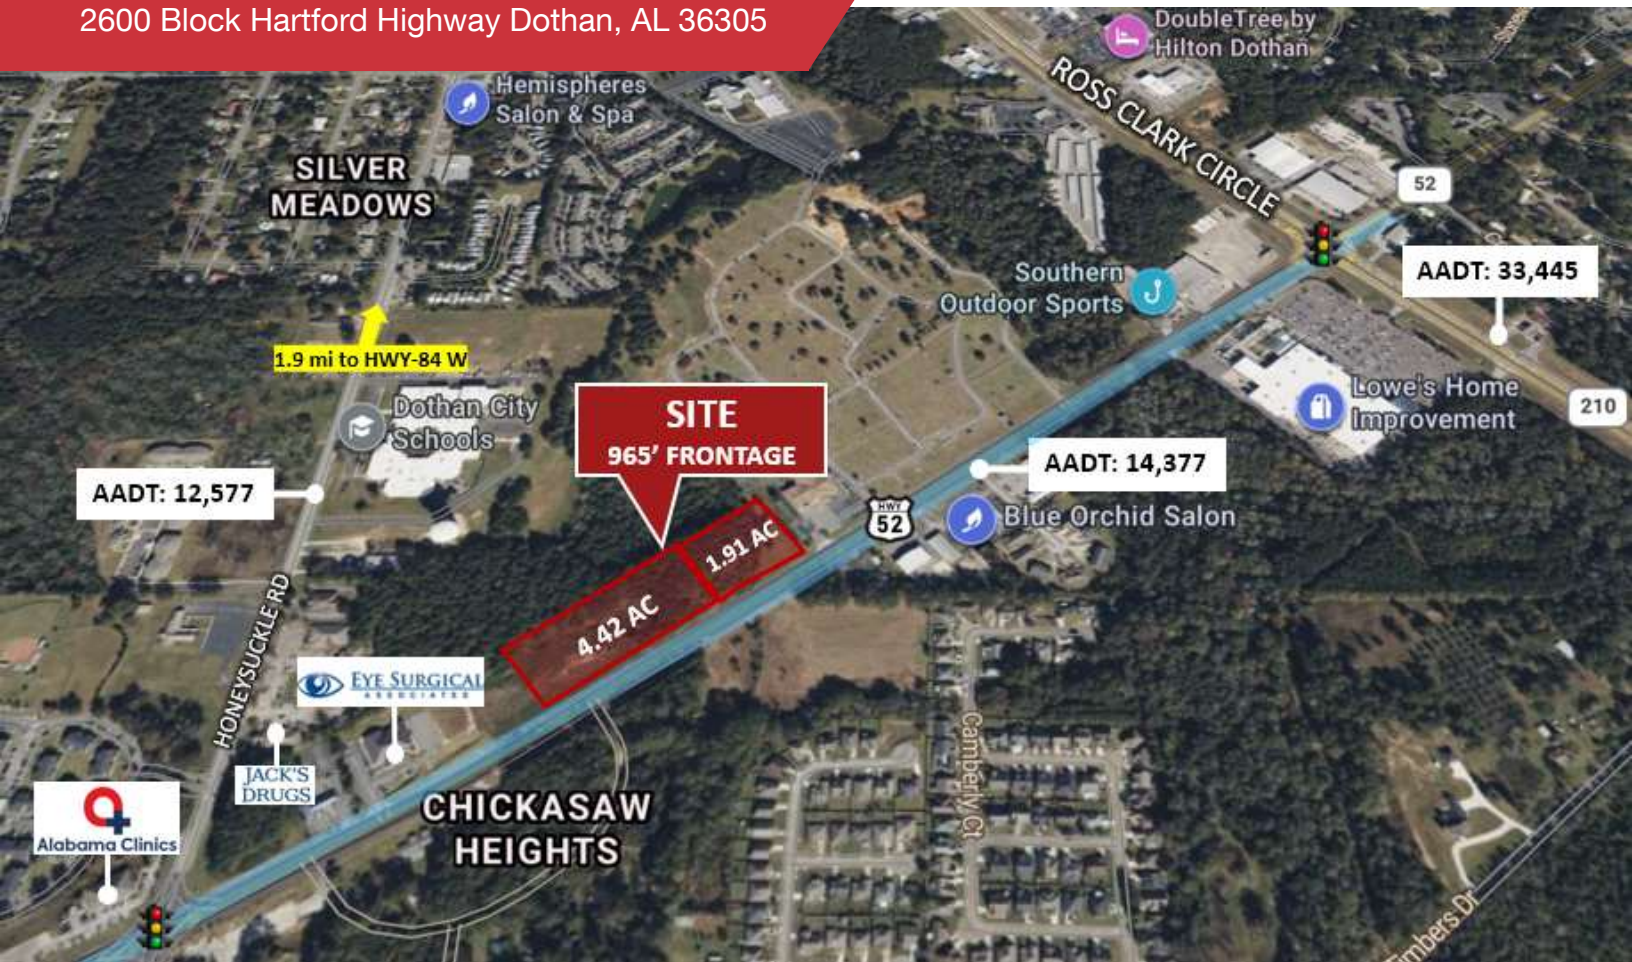 2600 Block Hartford Highway Dothan, AL 36305
DoubleTree by
Hilton Dothan
Hemispheres
Salon & Spa
ROSS CLARK CIRCLE
SILVER
MEADOWS
52
Southern
Outdoor Sports
AADT: 33,445
1.9 mi to HWY-84 W
Dothan City
Schools
SITE
965' FRONTAGE
Lowe's Home
Improvement
210
AADT: 12,577
AADT: 14,377
HWY
52
Blue Orchid Salon
1.91 AC
4.42 AC
HONEYSUCKLE RD
EYE SURGICAL
ASSOCIATES
JACK'S
DRUGS
Camberly Ct
Alabama Clinics
CHICKASAW
HEIGHTS
Timbers Dr